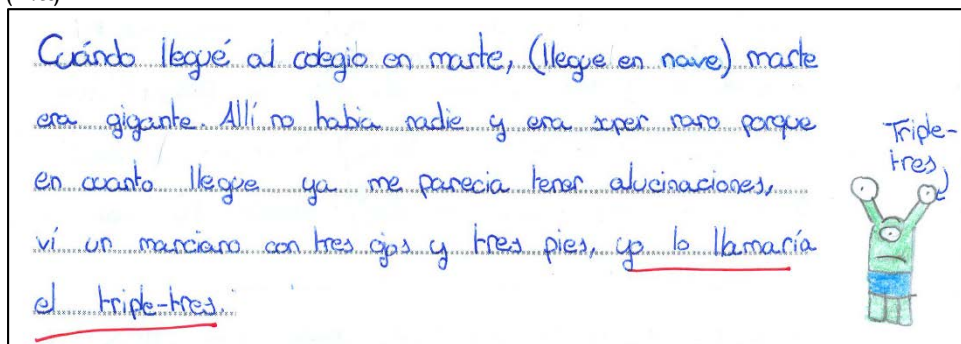 Cuándo llegué al colegio en marte, (llegue en nave) marte
era gigante. Allí no habia nadie y era super raro porque
en cuanto llegue ya me parecia tener alucinaciones,
ví un marciano con tres ojos y tres pies, yo lo llamaría
el triple-tres.
Triple-
tres